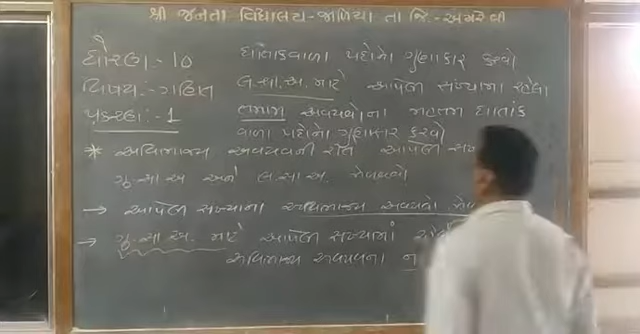 શ્રી જનતા વિદ્યાલય-જાળિયા તા જિ.-અમરેલી
ધોરણ:- 10
વિષય:- ગણિત
પ્રકરણ:- 1
* અવિભાજ્ય અવયવની રીતે આપેલી
ગુ.સા.અ અને લ.સા.અ. મેળવવો
→ આપેલી સંખ્યાના અવિભાજ્ય અવયવો
→ ગુ.સા.અ. માટે આપેલી સંખ્યામાં
અવિભાજ્ય અવયવના
ઘાતાંકવાળા પદોનો ગુણાકાર કરવો
લ.સા.અ. માટે આપેલ સંખ્યામાં રહેલા
તમામ અવયવોના મહત્તમ ઘાતાંક
વાળા પદોનો ગુણાકાર કરવો